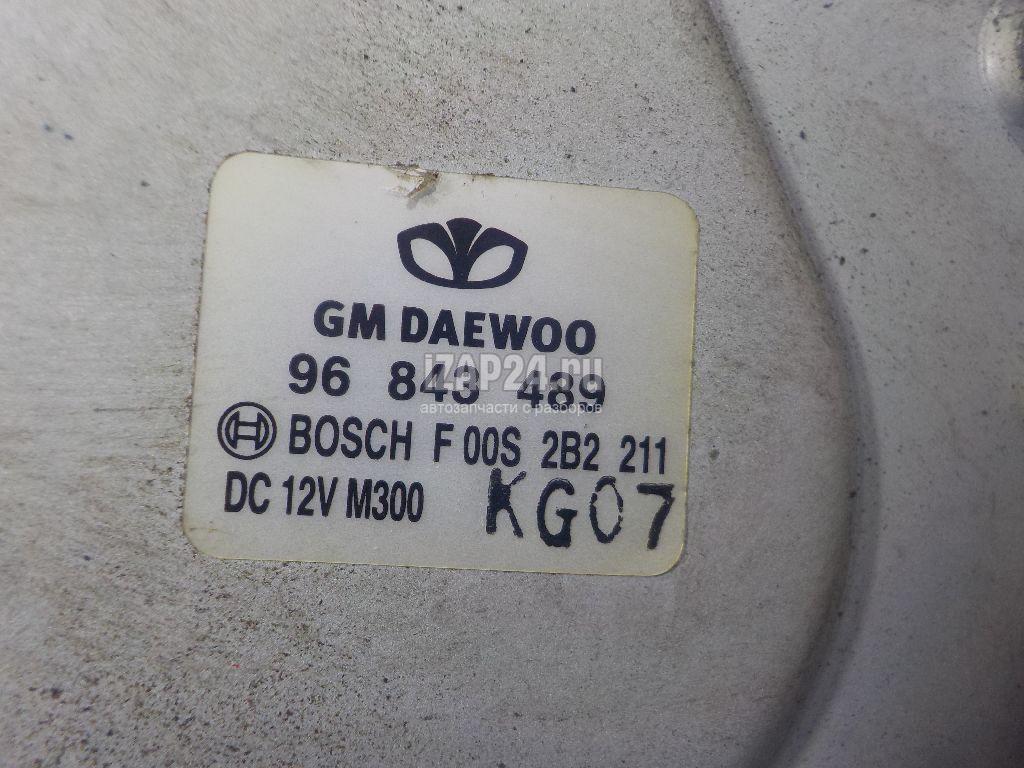 GM DAEWOO
iZAP24.ru
96 843 489
автозапчасти с разборов
BOSCH F 00S 2B2 211
DC 12V M300 KG07